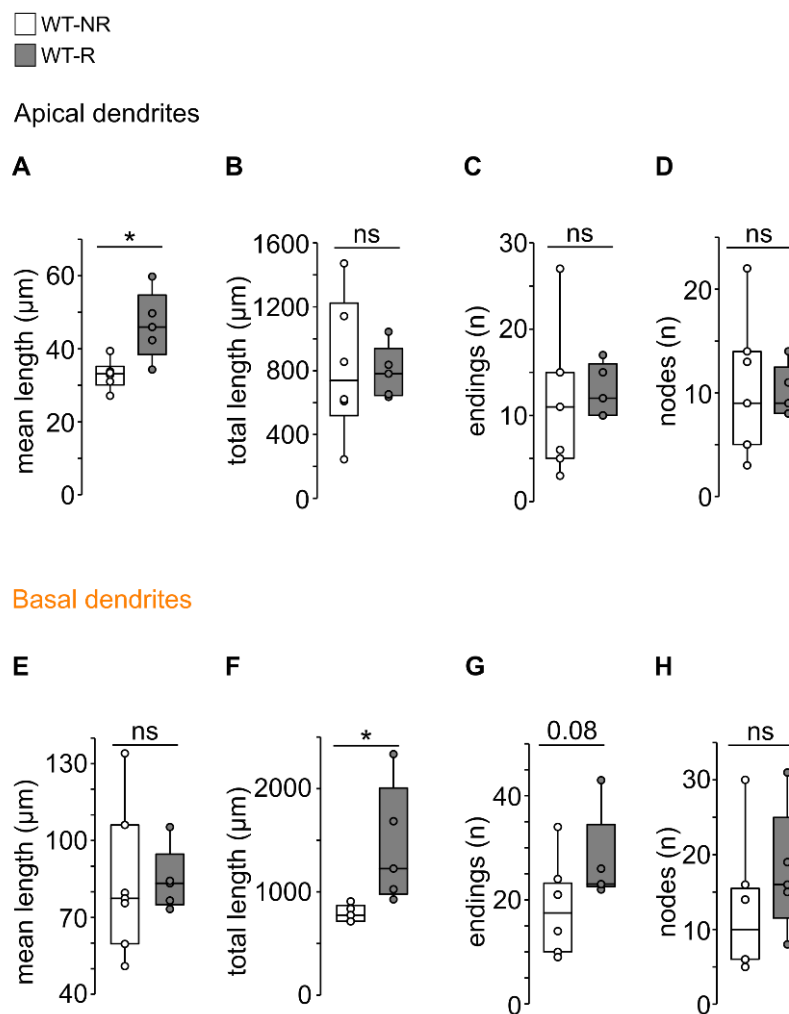 WT-NR
WT-R
Apical dendrites
A
B
C
D
*
ns
ns
ns
mean length (µm)
60
40
20
0
total length (µm)
1600
1200
800
400
0
endings (n)
30
20
10
0
nodes (n)
20
10
0
Basal dendrites
E
F
G
H
ns
*
0.08
ns
mean length (µm)
130
100
70
40
total length (µm)
2000
1000
0
endings (n)
40
20
0
nodes (n)
30
20
10
0